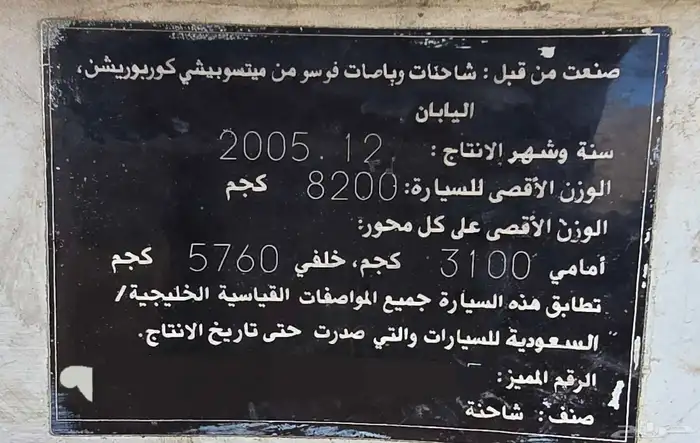 صنعت من قبل : شاحنات وباصات فوسو من ميتسوبيشي كوربوريشن،
اليابان
سنة وشهر الانتاج : 2005.12
الوزن الأقصى للسيارة: 8200 كجم
الوزن الأقصى على كل محور:
أمامي 3100 كجم، خلفي 5760 كجم
تطابق هذه السيارة جميع المواصفات القياسية الخليجية/
السعودية للسيارات والتي صدرت حتى تاريخ الانتاج.
الرقم المميز:
صنف: شاحنة